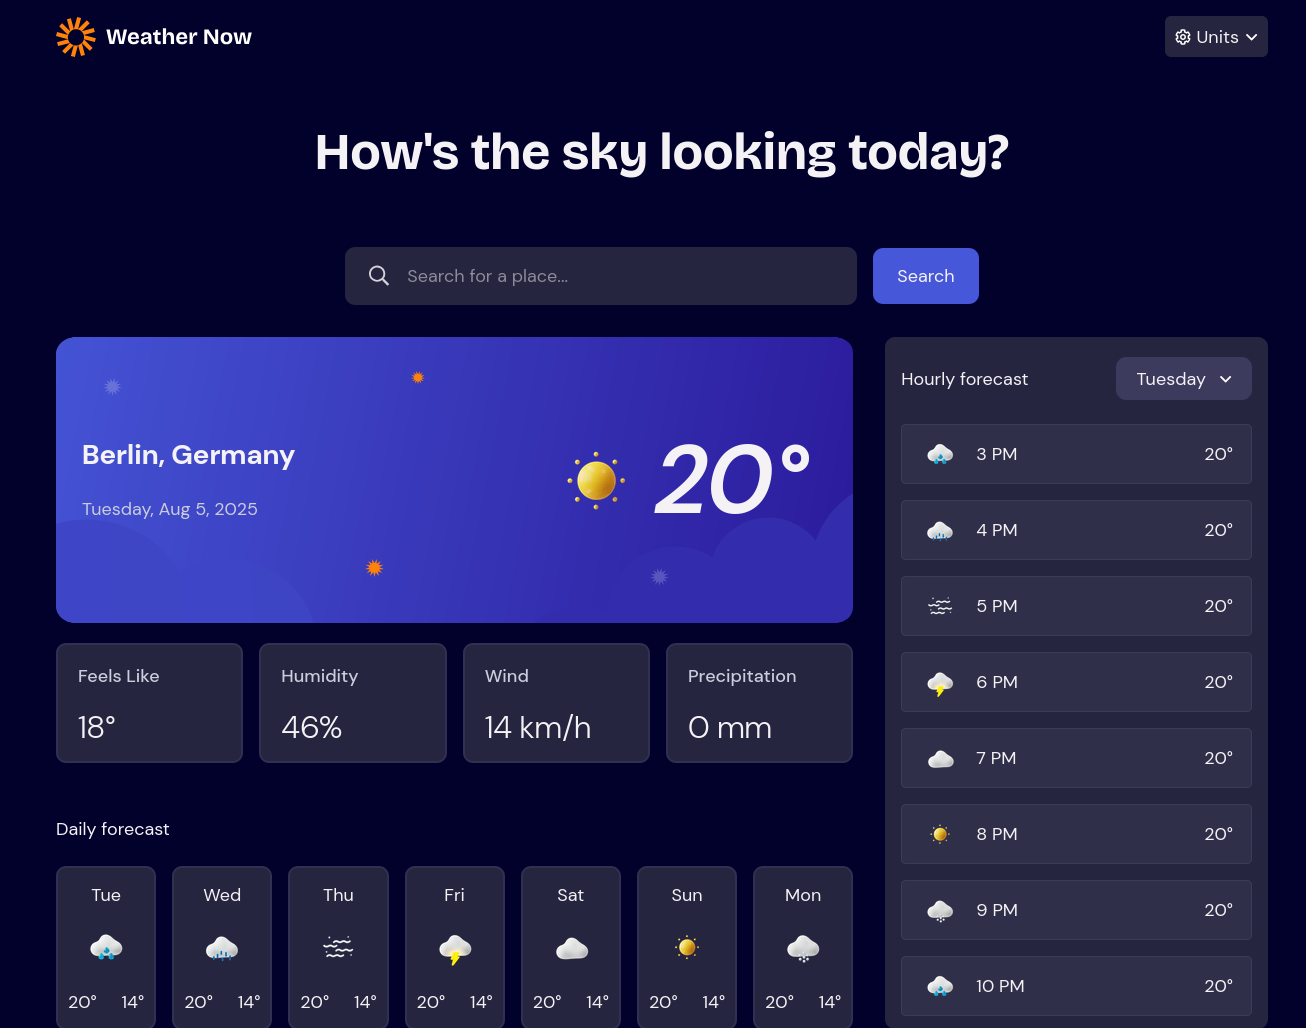 Weather Now
Units
How's the sky looking today?
Search for a place...
Search
Berlin, Germany
Tuesday, Aug 5, 2025
20°
Feels Like
18°
Humidity
46%
Wind
14 km/h
Precipitation
0 mm
Daily forecast
Tue
20° 14°
Wed
20° 14°
Thu
20° 14°
Fri
20° 14°
Sat
20° 14°
Sun
20° 14°
Mon
20° 14°
Hourly forecast
Tuesday
3 PM 20°
4 PM 20°
5 PM 20°
6 PM 20°
7 PM 20°
8 PM 20°
9 PM 20°
10 PM 20°